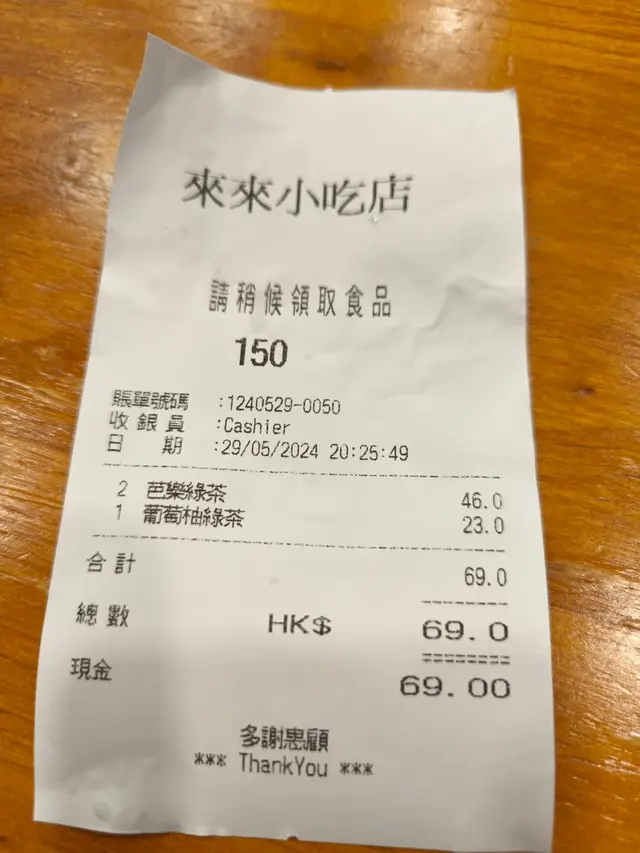 來來小吃店
請稍候領取食品
150
賬單號碼 :1240529-0050
收銀員 :Cashier
日 期 :29/05/2024 20:25:49
2 芭樂綠茶 46.0
1 葡萄柚綠茶 23.0
合計 69.0
總數 HK$ 69.0
現金 69.00
多謝惠顧
*** ThankYou ***